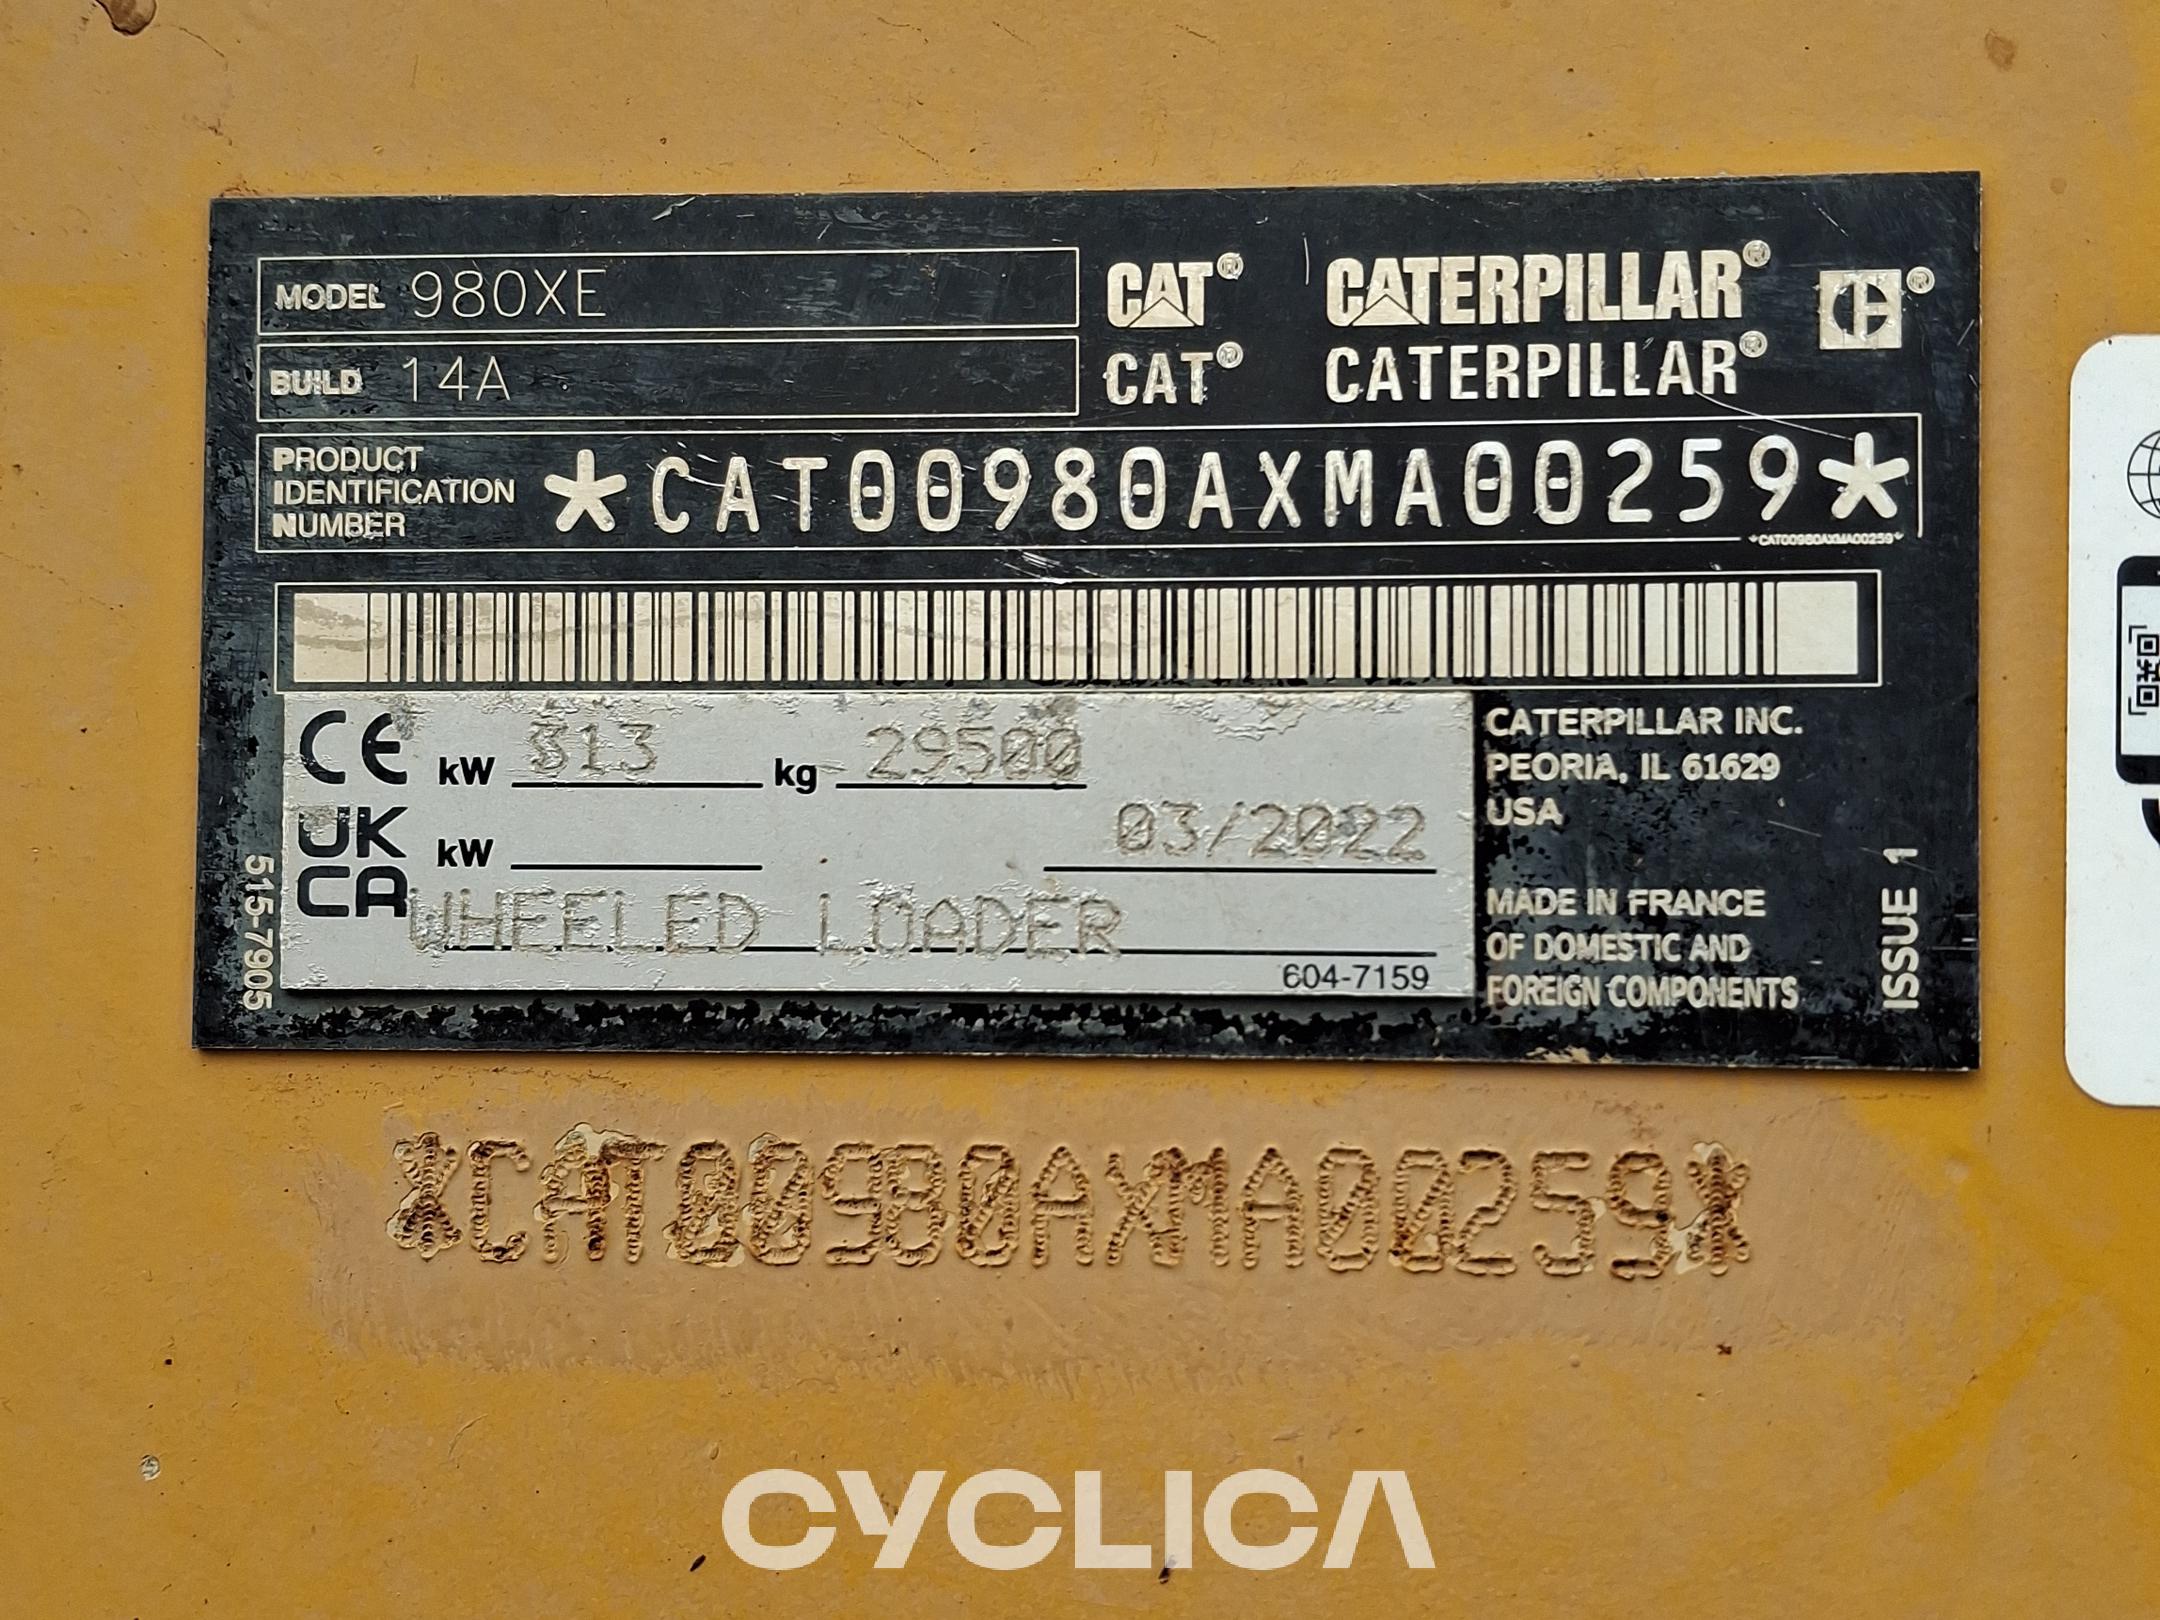 MODEL 980XE
BUILD 14A
CAT® CATERPILLAR® CH®
CAT® CATERPILLAR®
PRODUCT
IDENTIFICATION
NUMBER
*CAT00980AXMA00259*
*CAT00980AXMA00259*
CE kW 313 kg 29500
UK
CA kW 03/2022
WHEELED LOADER
604-7159
515-7905
CATERPILLAR INC.
PEORIA, IL 61629
USA
MADE IN FRANCE
OF DOMESTIC AND
FOREIGN COMPONENTS
ISSUE 1
*CAT00980AXMA00259*
CYCLICA